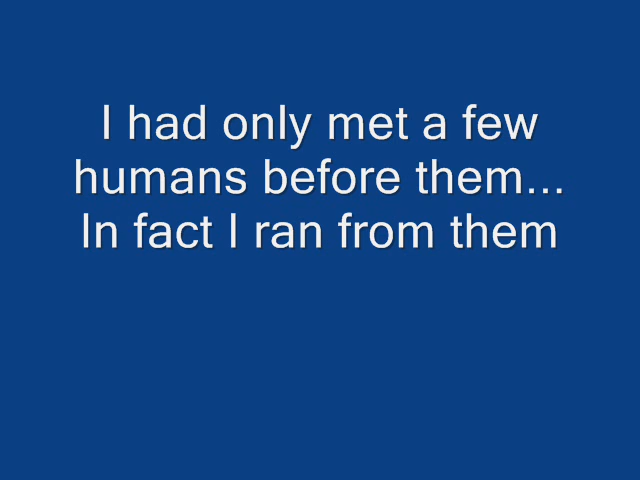 I had only met a few
humans before them...
In fact I ran from them